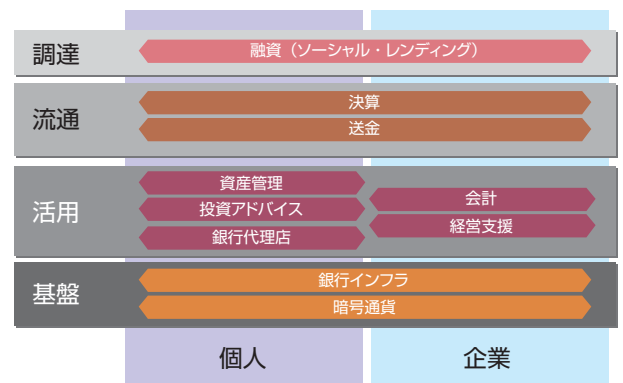 調達
融資（ソーシャル・レンディング）
流通
決算
送金
活用
資産管理
投資アドバイス
銀行代理店
会計
経営支援
基盤
銀行インフラ
暗号通貨
個人
企業